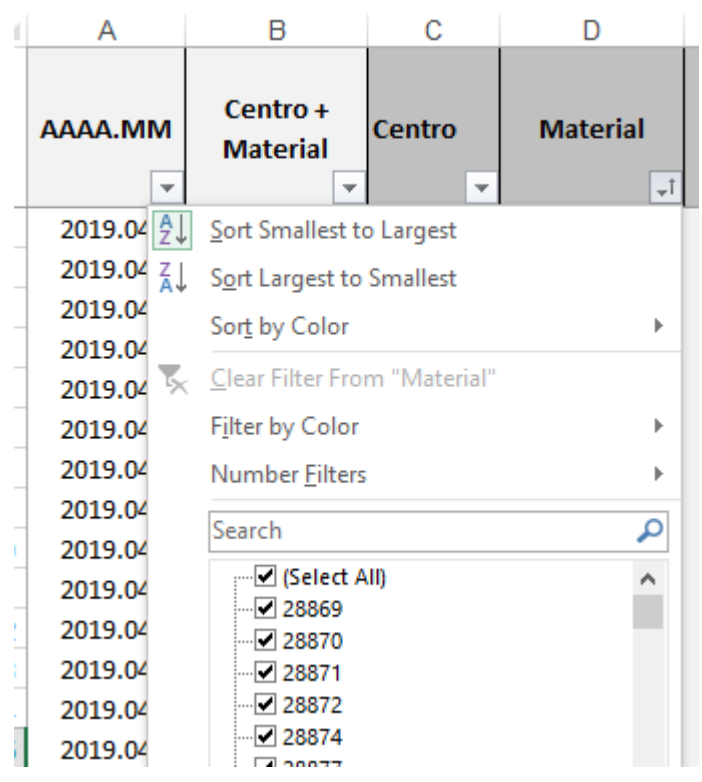 A B C D
AAAA.MM
Centro +
Material
Centro
Material
2019.04
2019.04
2019.04
2019.04
2019.04
2019.04
2019.04
2019.04
2019.04
2019.04
2019.04
2019.04
2019.04
2019.04
Sort Smallest to Largest
Sort Largest to Smallest
Sort by Color
Clear Filter From "Material"
Filter by Color
Number Filters
Search
(Select All)
28869
28870
28871
28872
28874
28877